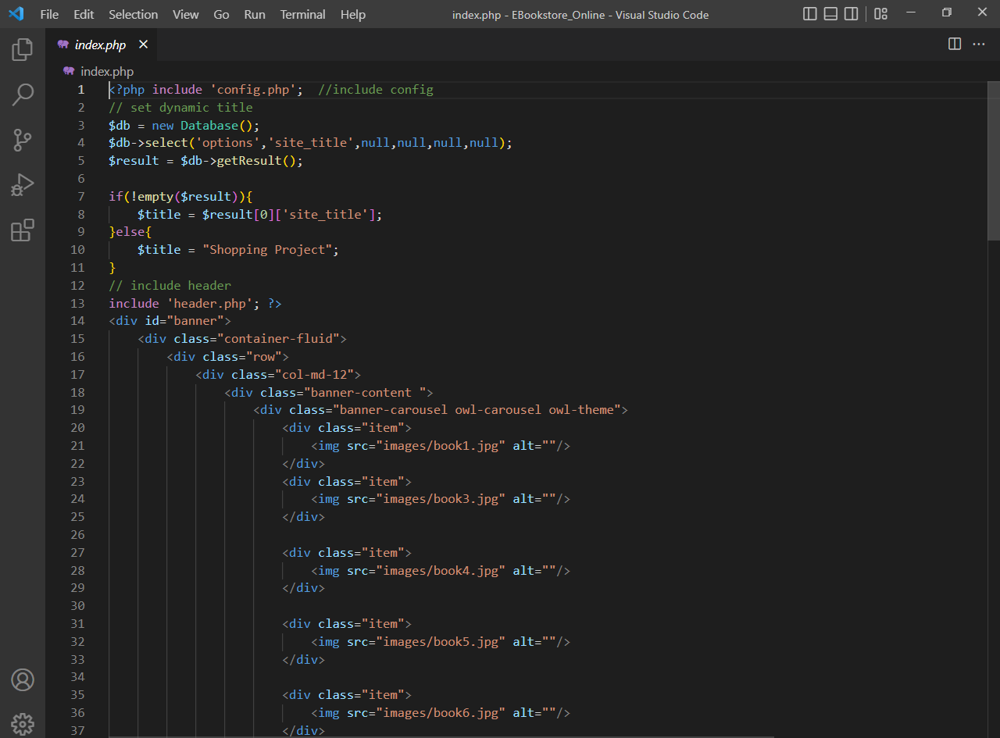 File Edit Selection View Go Run Terminal Help index.php - EBookstore_Online - Visual Studio Code
index.php
index.php
1 <?php include 'config.php';  //include config
2 // set dynamic title
3 $db = new Database();
4 $db->select('options','site_title',null,null,null,null);
5 $result = $db->getResult();
6
7 if(!empty($result)){
8     $title = $result[0]['site_title'];
9 }else{
10     $title = "Shopping Project";
11 }
12 // include header
13 include 'header.php'; ?>
14 <div id="banner">
15     <div class="container-fluid">
16         <div class="row">
17             <div class="col-md-12">
18                 <div class="banner-content ">
19                     <div class="banner-carousel owl-carousel owl-theme">
20                         <div class="item">
21                             <img src="images/book1.jpg" alt=""/>
22                         </div>
23                         <div class="item">
24                             <img src="images/book3.jpg" alt=""/>
25                         </div>
26
27                         <div class="item">
28                             <img src="images/book4.jpg" alt=""/>
29                         </div>
30
31                         <div class="item">
32                             <img src="images/book5.jpg" alt=""/>
33                         </div>
34
35                         <div class="item">
36                             <img src="images/book6.jpg" alt=""/>
37                         </div>